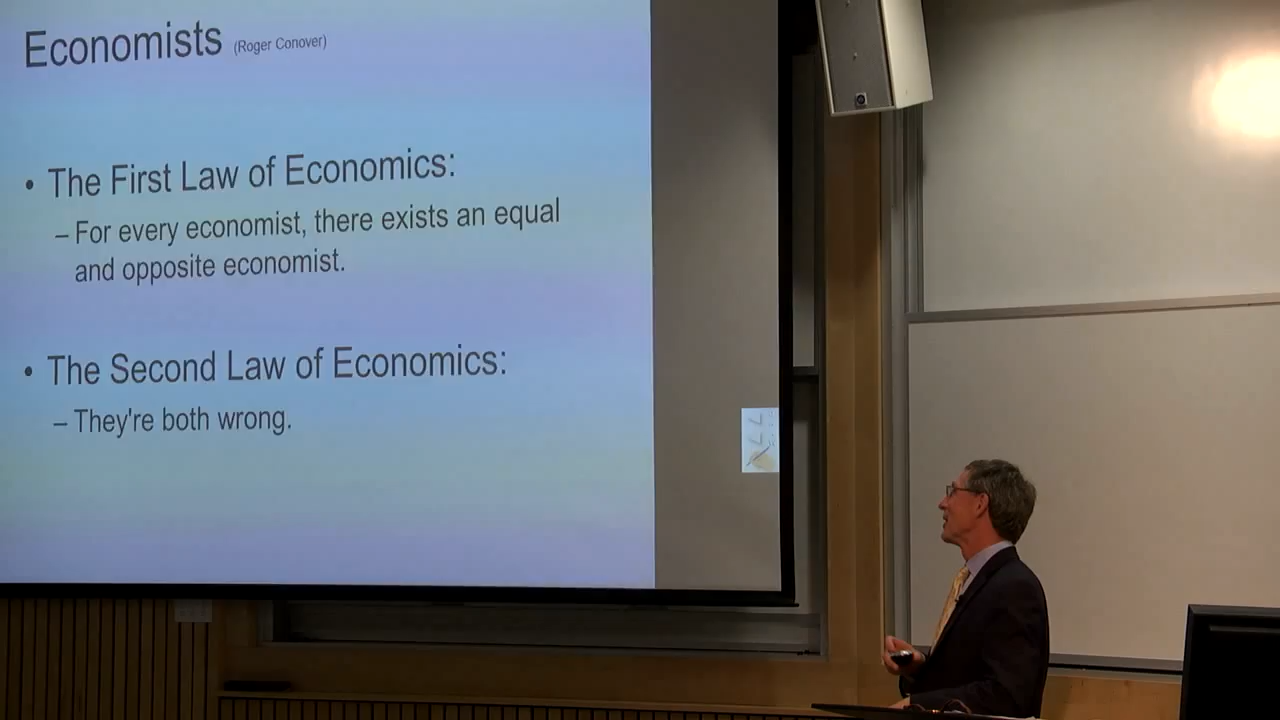 Economists (Roger Conover)
• The First Law of Economics:
– For every economist, there exists an equal
and opposite economist.
• The Second Law of Economics:
– They're both wrong.